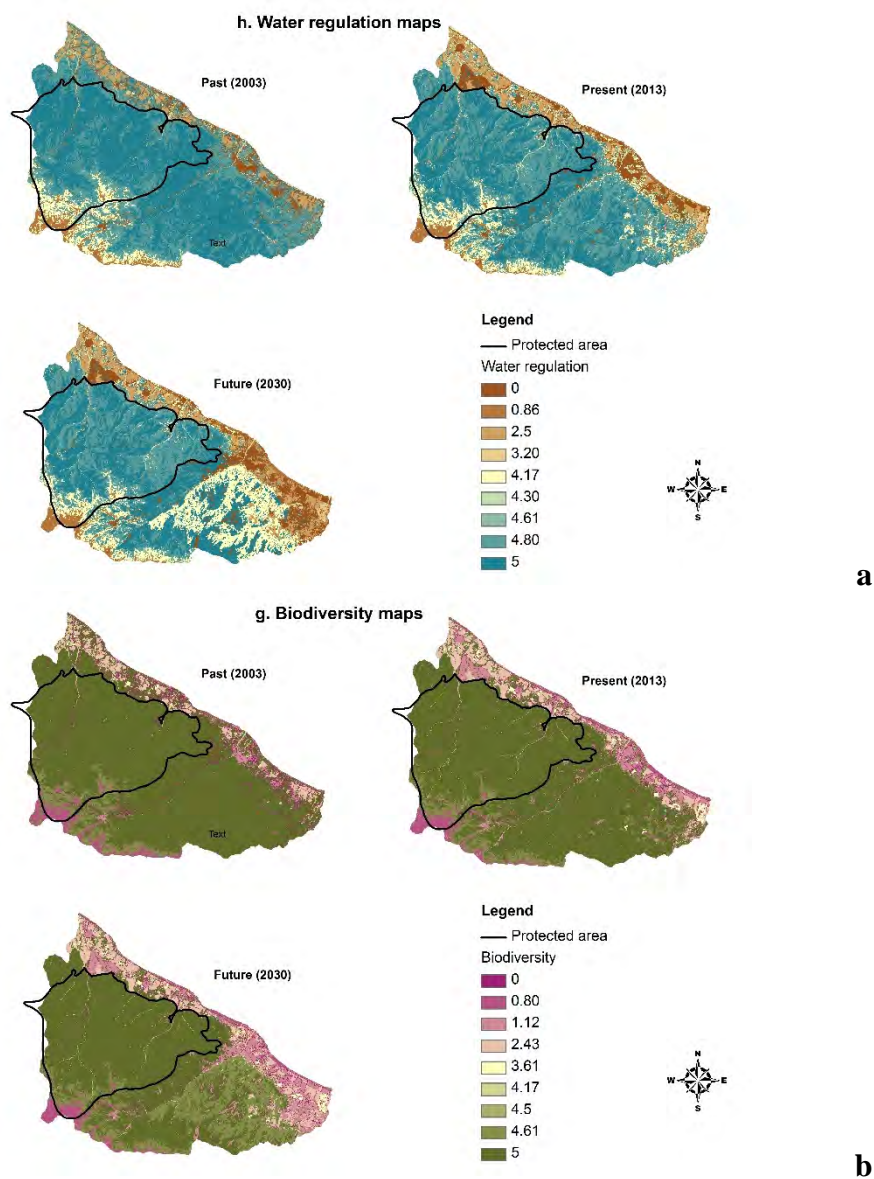 h. Water regulation maps
Past (2003)
Present (2013)
Text
Future (2030)
Legend
Protected area
Water regulation
0
0.86
2.5
3.20
4.17
4.30
4.61
4.80
5
N
W E
S
a
g. Biodiversity maps
Past (2003)
Present (2013)
Text
Future (2030)
Legend
Protected area
Biodiversity
0
0.80
1.12
2.43
3.61
4.17
4.5
4.61
5
N
W E
S
b